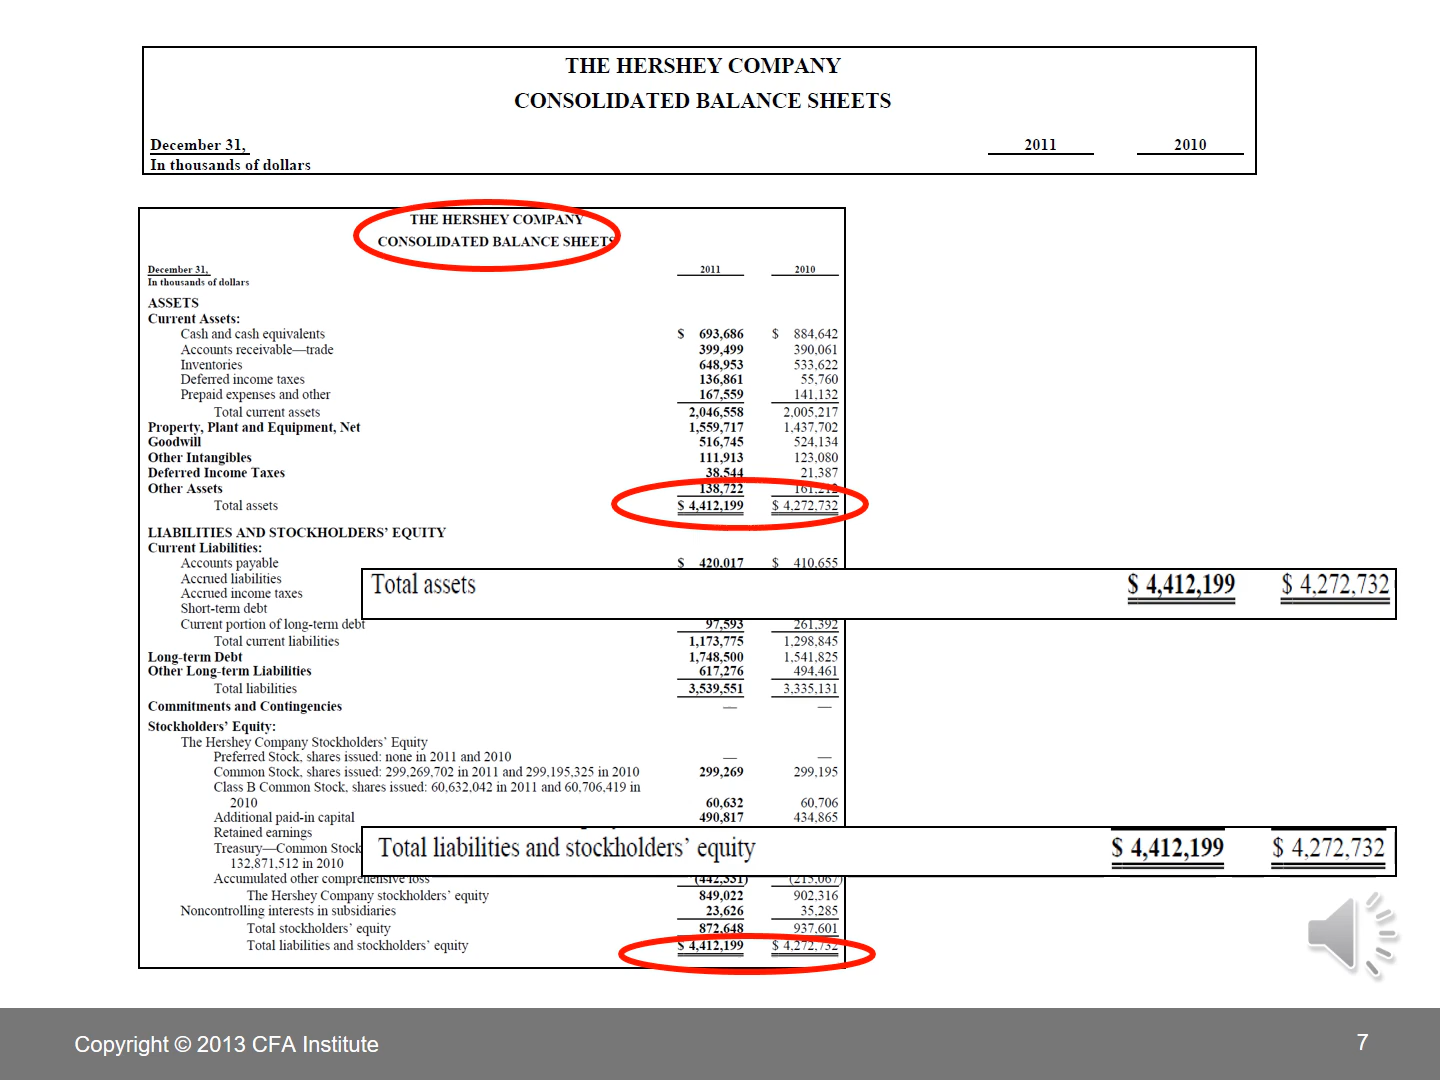 THE HERSHEY COMPANY
CONSOLIDATED BALANCE SHEETS
December 31, 2011 2010
In thousands of dollars
THE HERSHEY COMPANY
CONSOLIDATED BALANCE SHEETS
December 31, 2011 2010
In thousands of dollars
ASSETS
Current Assets:
Cash and cash equivalents $ 693,686 $ 884,642
Accounts receivable—trade 399,499 390,061
Inventories 648,953 533,622
Deferred income taxes 136,861 55,760
Prepaid expenses and other 167,559 141,132
Total current assets 2,046,558 2,005,217
Property, Plant and Equipment, Net 1,559,717 1,437,702
Goodwill 516,745 524,134
Other Intangibles 111,913 123,080
Deferred Income Taxes 38,544 21,387
Other Assets 138,722 161,212
Total assets $ 4,412,199 $ 4,272,732
LIABILITIES AND STOCKHOLDERS' EQUITY
Current Liabilities:
Accounts payable $ 420,017 $ 410,655
Accrued liabilities
Total assets $ 4,412,199 $ 4,272,732
Accrued income taxes
Short-term debt
Current portion of long-term debt 97,593 261,392
Total current liabilities 1,173,775 1,298,845
Long-term Debt 1,748,500 1,541,825
Other Long-term Liabilities 617,276 494,461
Total liabilities 3,539,551 3,335,131
Commitments and Contingencies — —
Stockholders' Equity:
The Hershey Company Stockholders' Equity
Preferred Stock, shares issued: none in 2011 and 2010 — —
Common Stock, shares issued: 299,269,702 in 2011 and 299,195,325 in 2010 299,269 299,195
Class B Common Stock, shares issued: 60,632,042 in 2011 and 60,706,419 in
2010 60,632 60,706
Additional paid-in capital 490,817 434,865
Retained earnings
Treasury—Common Stock
Total liabilities and stockholders' equity $ 4,412,199 $ 4,272,732
132,871,512 in 2010
Accumulated other comprehensive loss (442,331) (215,067)
The Hershey Company stockholders' equity 849,022 902,316
Noncontrolling interests in subsidiaries 23,626 35,285
Total stockholders' equity 872,648 937,601
Total liabilities and stockholders' equity $ 4,412,199 $ 4,272,732
Copyright © 2013 CFA Institute 7